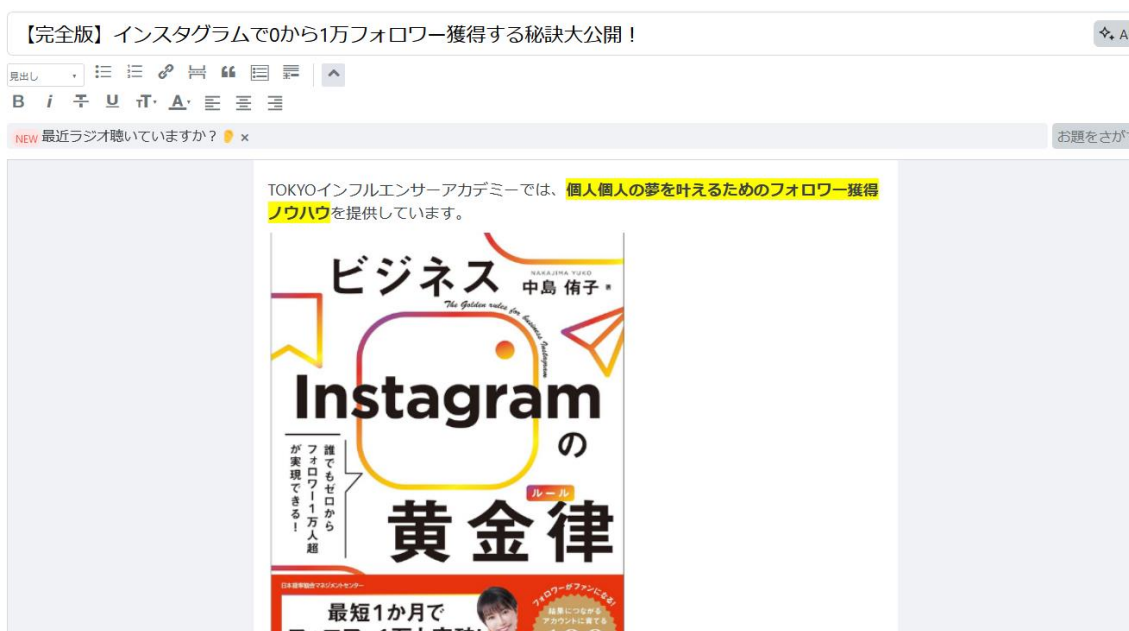 【完全版】インスタグラムで0から1万フォロワー獲得する秘訣大公開！
A
見出し
B i T U TT A
NEW 最近ラジオ聴いていますか？ ×
お題をさがす
TOKYOインフルエンサーアカデミーでは、個人個人の夢を叶えるためのフォロワー獲得
ノウハウを提供しています。
ビジネス
NAKAJIMA YUKO
中島 侑子 著
The Golden rules for business Instagram
Instagram
の
ルール
黄金律
誰でもゼロから
フォロワー1万人超
が実現できる！
日本能率協会マネジメントセンター
最短1か月で
フォロワーがファンになる!
結果につながる
アカウントに育てる